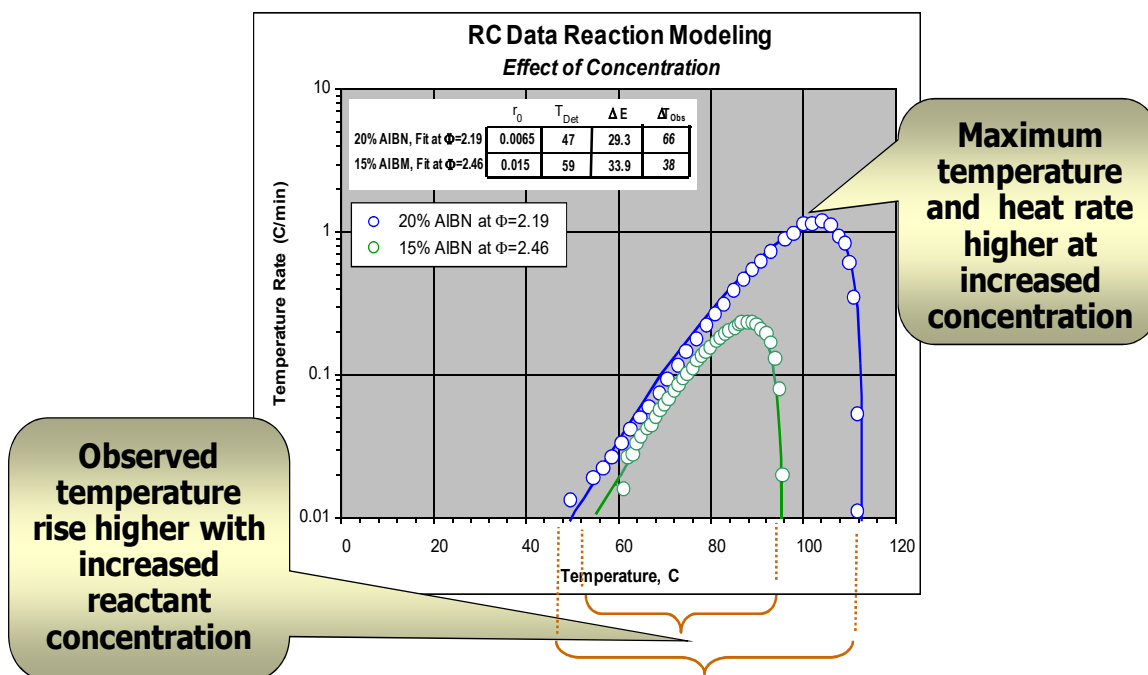 RC Data Reaction Modeling
Effect of Concentration
10
1
0.1
0.01
Temperature Rate (C/min)
r0 TDet ΔE ΔTObs
20% AIBN, Fit at Φ=2.19 0.0065 47 29.3 66
15% AIBM, Fit at Φ=2.46 0.015 59 33.9 38
20% AIBN at Φ=2.19
15% AIBN at Φ=2.46
0 20 40 60 80 100 120
Temperature, C
Maximum
temperature
and heat rate
higher at
increased
concentration
Observed
temperature
rise higher with
increased
reactant
concentration